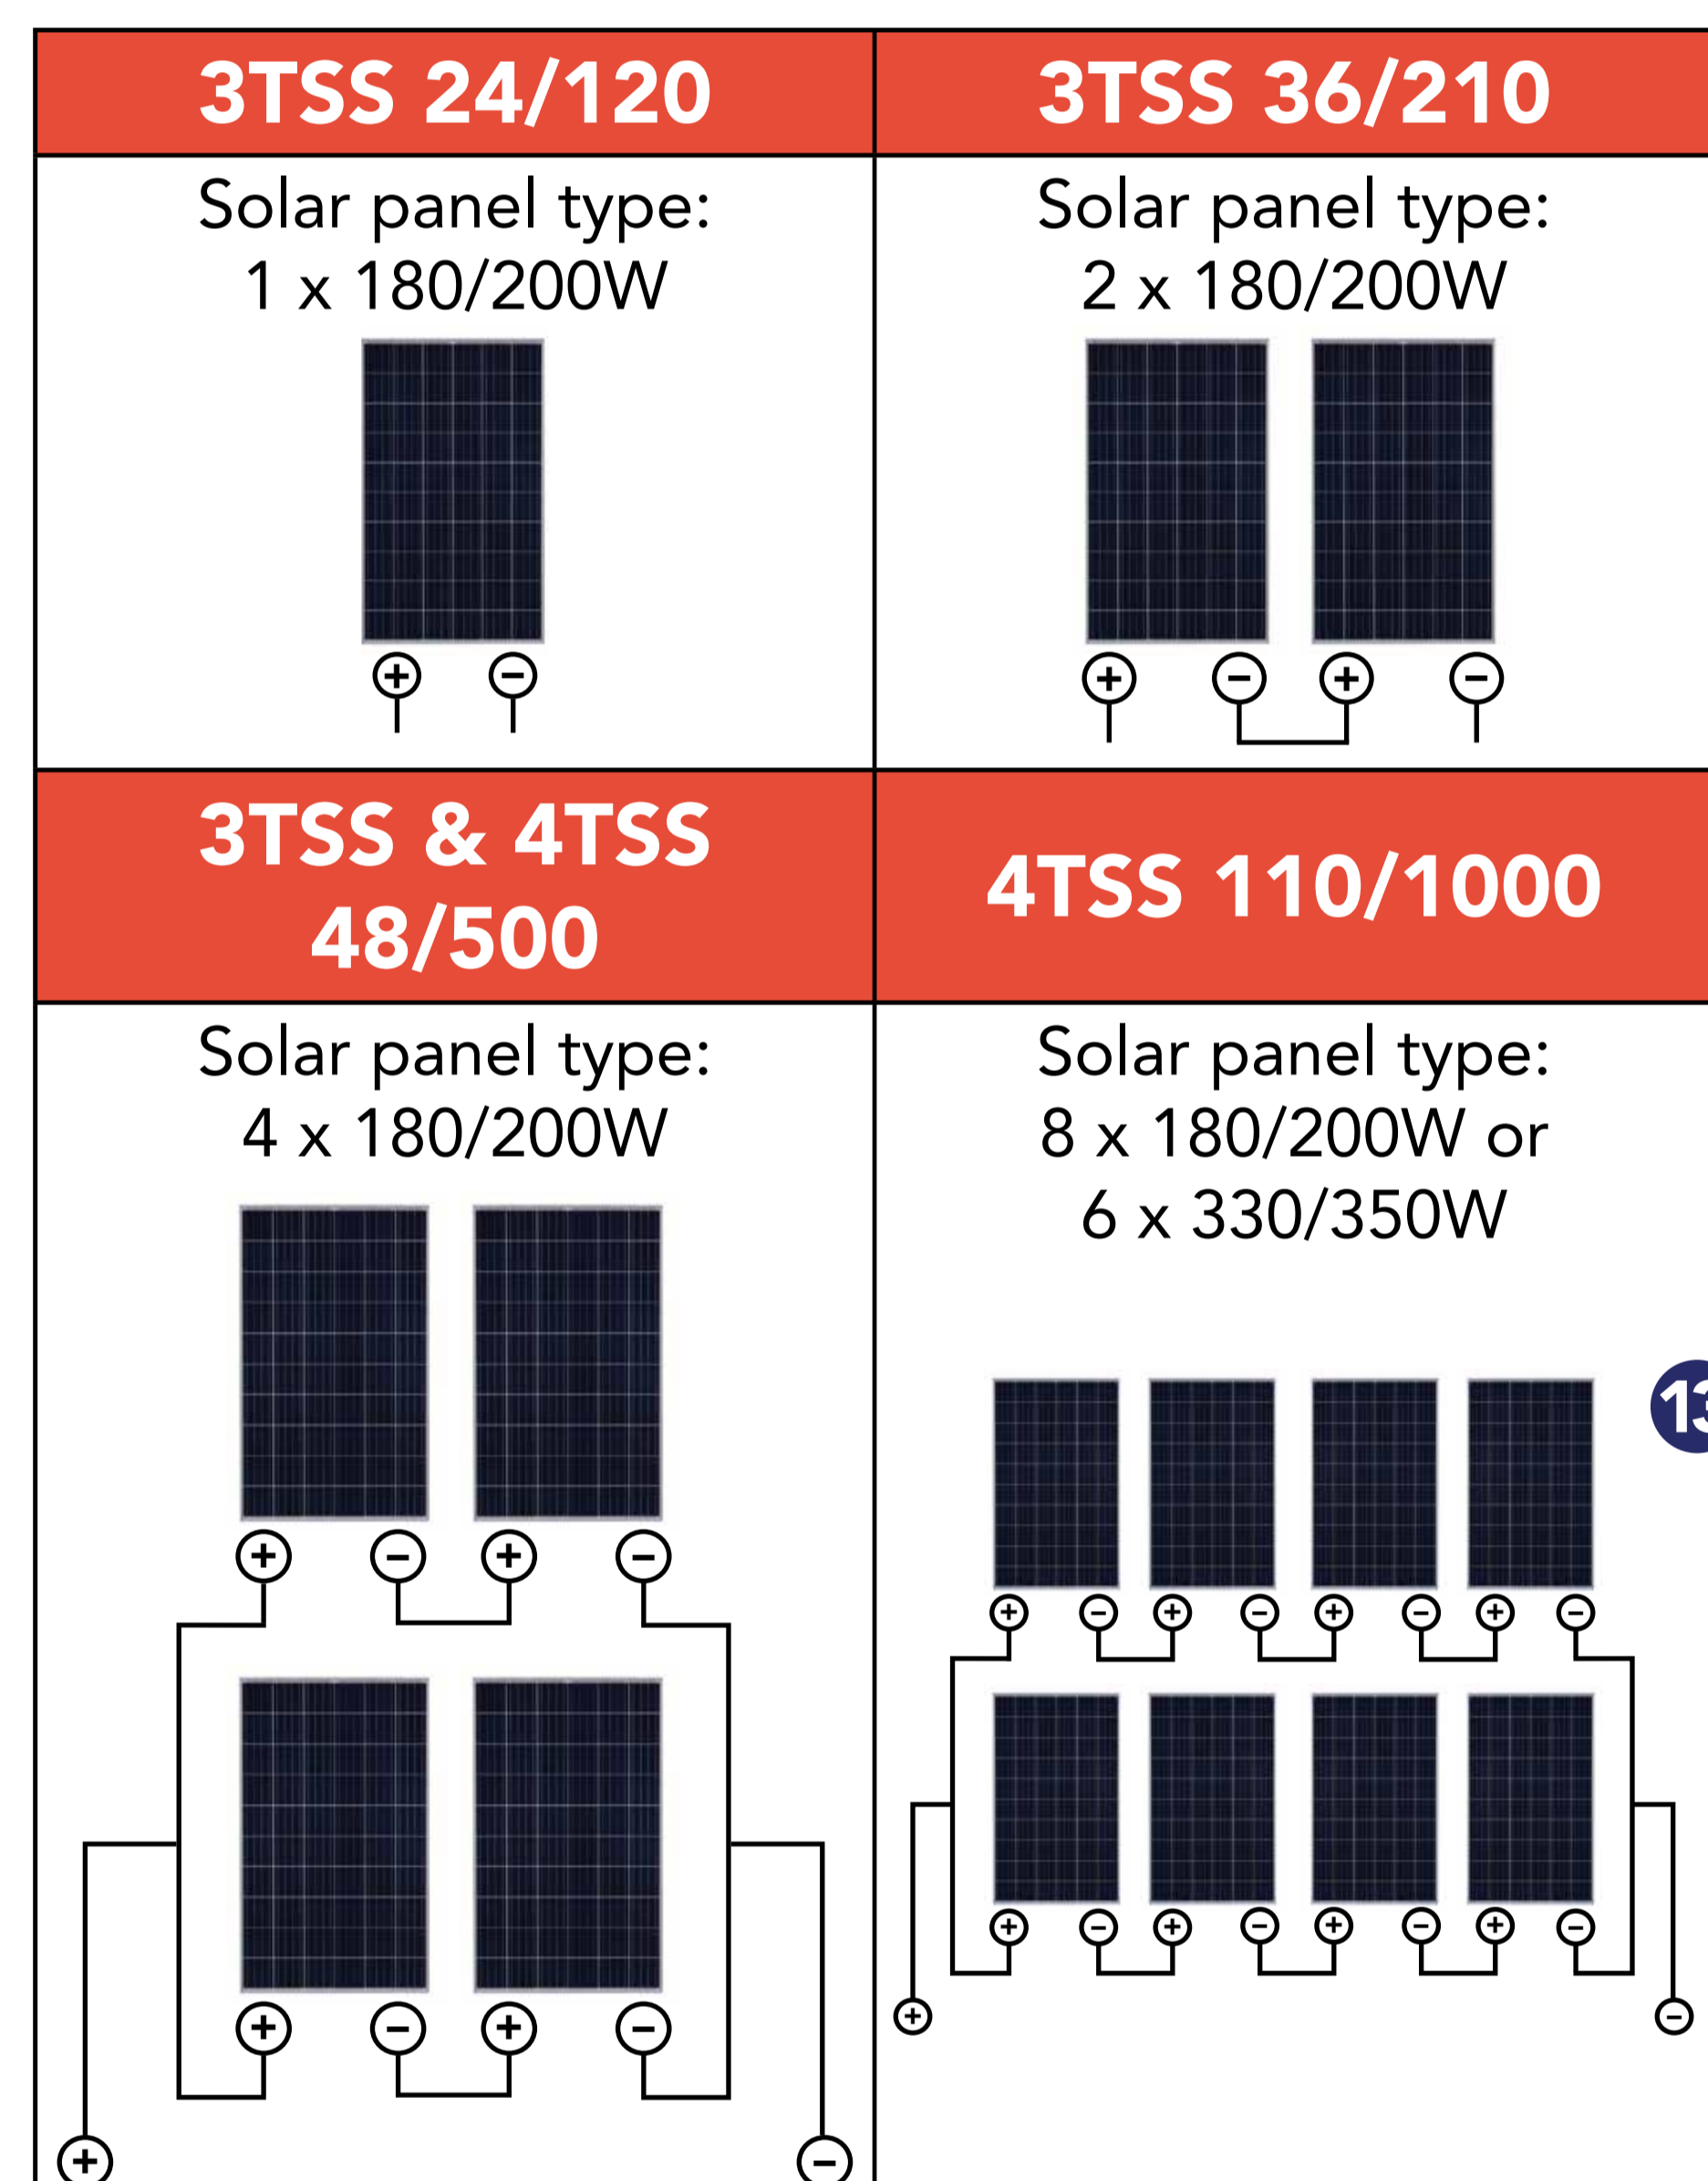 3TSS 24/120
Solar panel type:
1 x 180/200W
+ −
3TSS 36/210
Solar panel type:
2 x 180/200W
+ − + −
3TSS & 4TSS
48/500
Solar panel type:
4 x 180/200W
+ − + −
+ − + −
+ −
4TSS 110/1000
Solar panel type:
8 x 180/200W or
6 x 330/350W
13
+ − + − + − + −
+ − + − + − + −
+ −